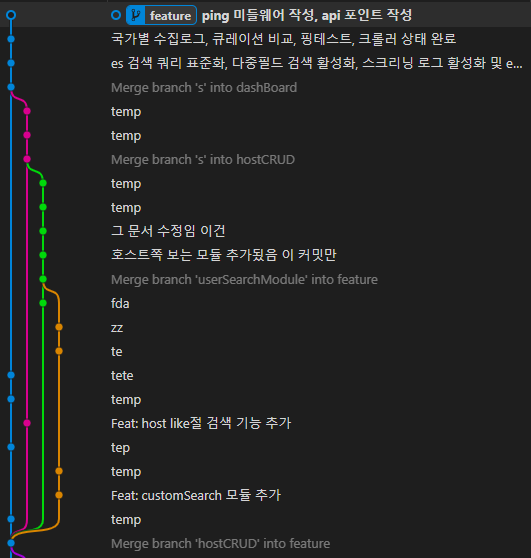 feature ping 미들웨어 작성, api 포인트 작성
국가별 수집로그, 큐레이션 비교, 핑테스트, 크롤러 상태 완료
es 검색 쿼리 표준화, 다중필드 검색 활성화, 스크리닝 로그 활성화 및 e...
Merge branch 's' into dashBoard
temp
temp
Merge branch 's' into hostCRUD
temp
temp
그 문서 수정임 이건
호스트쪽 보는 모듈 추가됬음 이 커밋만
Merge branch 'userSearchModule' into feature
fda
zz
te
tete
temp
Feat: host like절 검색 기능 추가
tep
temp
Feat: customSearch 모듈 추가
temp
Merge branch 'hostCRUD' into feature